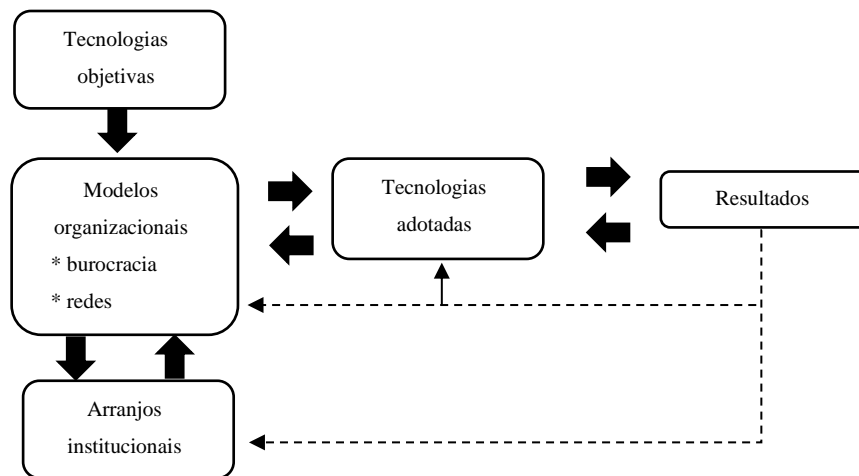 Tecnologias
objetivas
Modelos
organizacionais
* burocracia
* redes
Tecnologias
adotadas
Resultados
Arranjos
institucionais